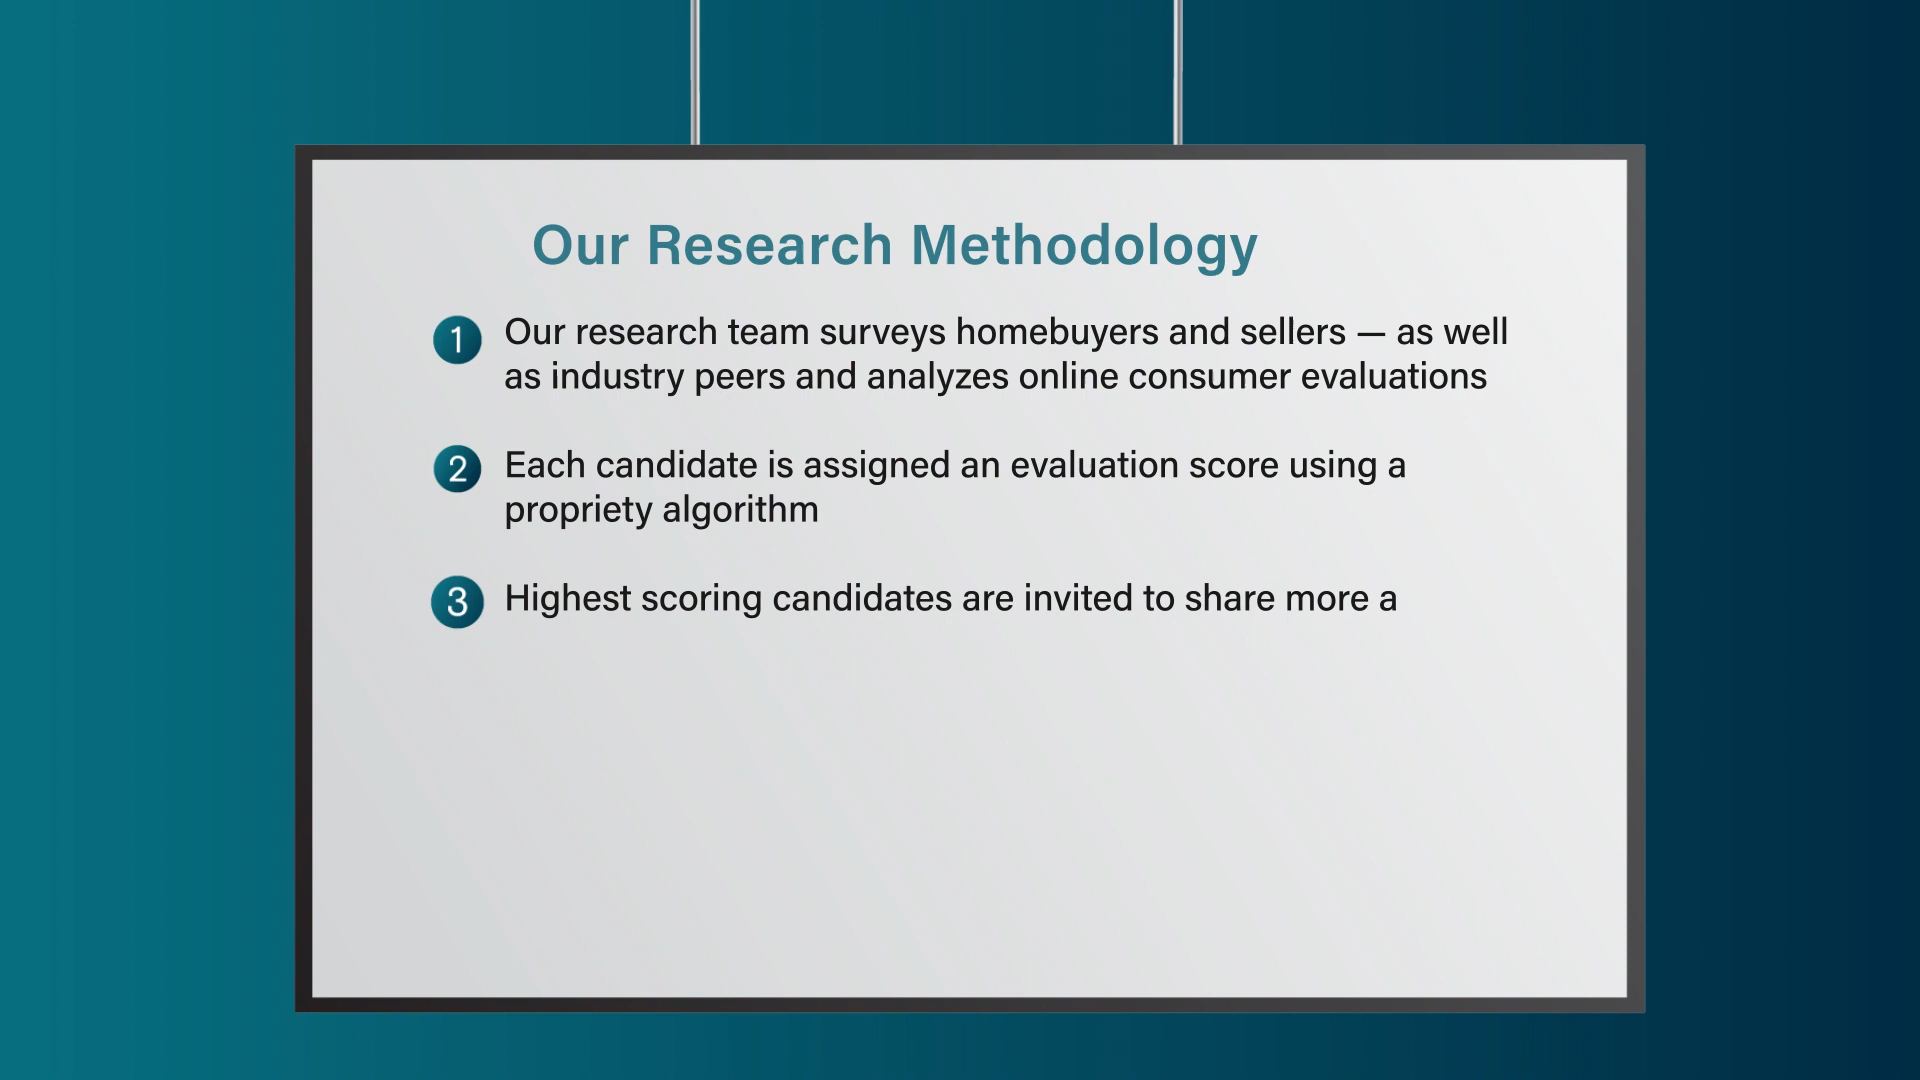 Our Research Methodology
1 Our research team surveys homebuyers and sellers — as well
as industry peers and analyzes online consumer evaluations
2 Each candidate is assigned an evaluation score using a
propriety algorithm
3 Highest scoring candidates are invited to share more a